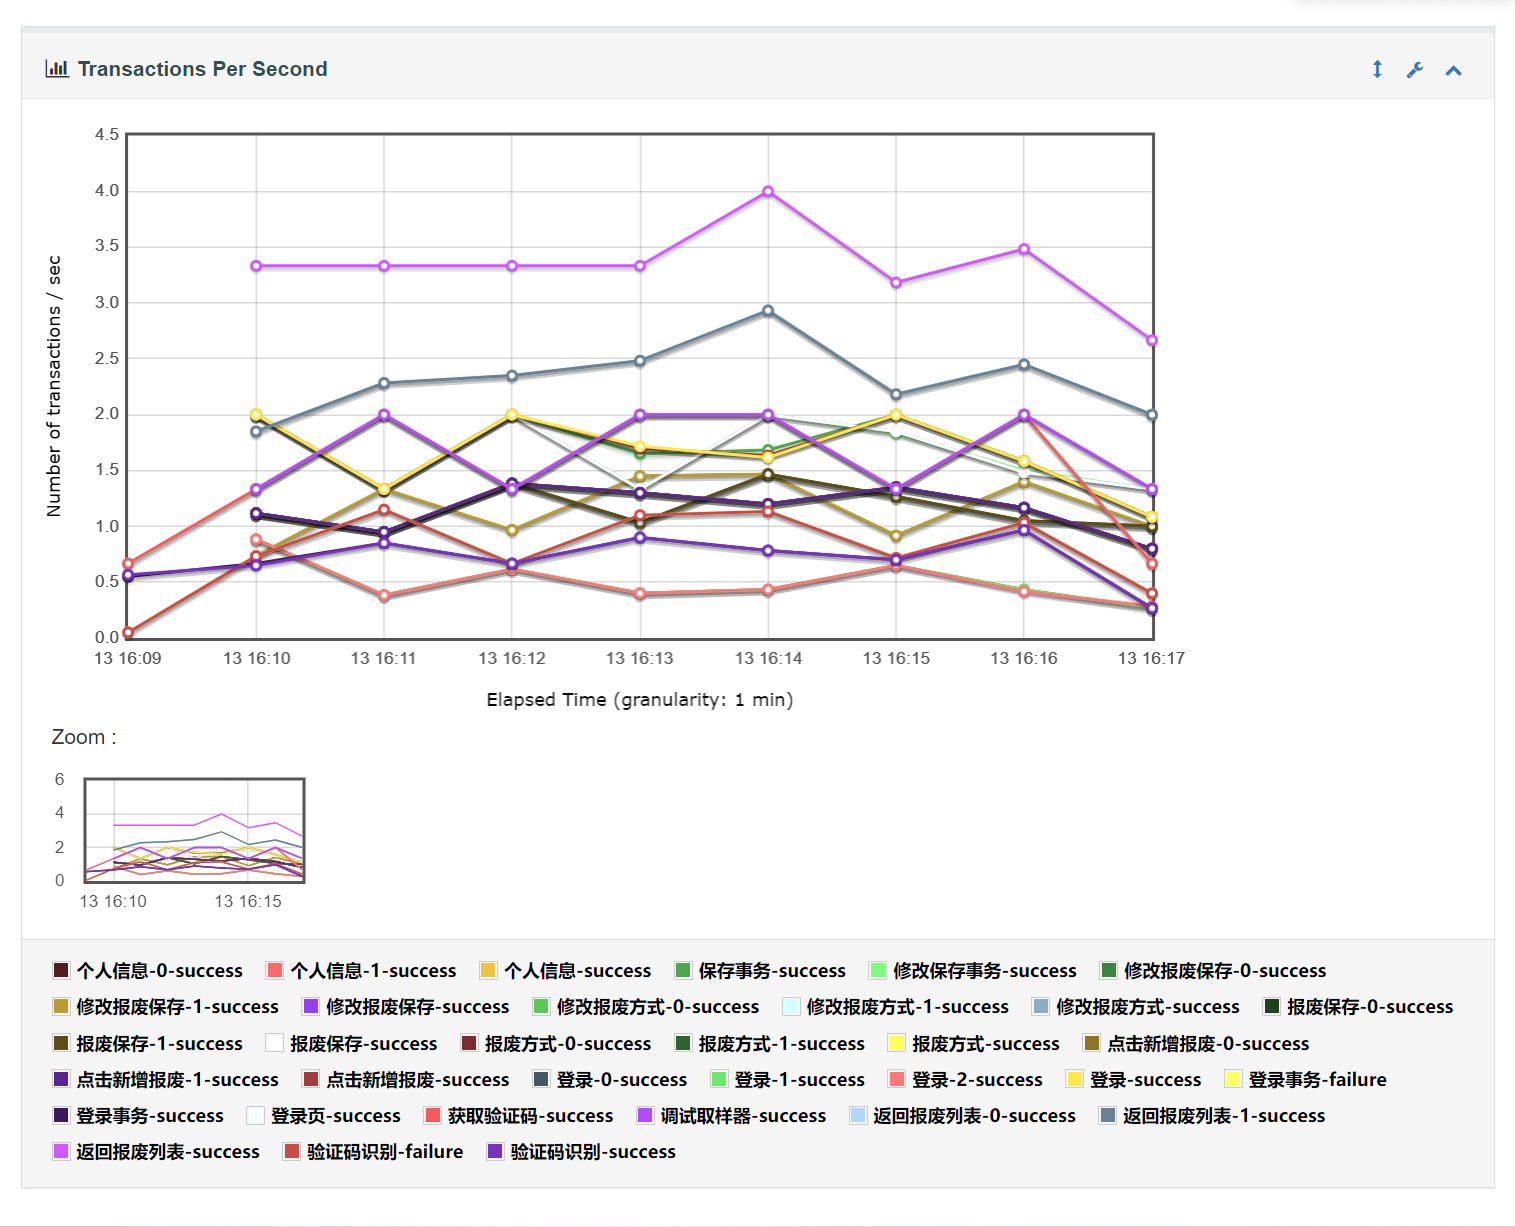 Transactions Per Second
4.5
4.0
3.5
3.0
2.5
2.0
1.5
1.0
0.5
0.0
Number of transactions / sec
13 16:09 13 16:10 13 16:11 13 16:12 13 16:13 13 16:14 13 16:15 13 16:16 13 16:17
Elapsed Time (granularity: 1 min)
Zoom :
6
4
2
0
13 16:10 13 16:15
个人信息-0-success 个人信息-1-success 个人信息-success 保存事务-success 修改保存事务-success 修改报废保存-0-success
修改报废保存-1-success 修改报废保存-success 修改报废方式-0-success 修改报废方式-1-success 修改报废方式-success 报废保存-0-success
报废保存-1-success 报废保存-success 报废方式-0-success 报废方式-1-success 报废方式-success 点击新增报废-0-success
点击新增报废-1-success 点击新增报废-success 登录-0-success 登录-1-success 登录-2-success 登录-success 登录事务-failure
登录事务-success 登录页-success 获取验证码-success 调试取样器-success 返回报废列表-0-success 返回报废列表-1-success
返回报废列表-success 验证码识别-failure 验证码识别-success